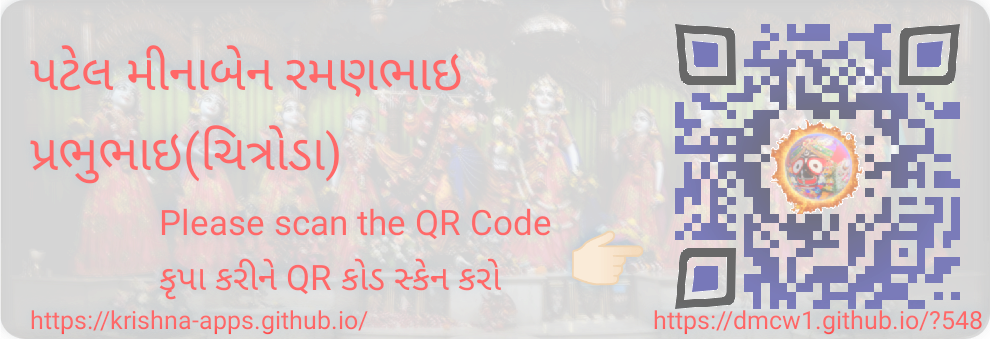 પટેલ મીનાબેન રમણભાઇ
પ્રભુભાઇ(ચિત્રોડા)
Please scan the QR Code
કૃપા કરીને QR કોડ સ્કેન કરો
https://krishna-apps.github.io/
https://dmcw1.github.io/?548